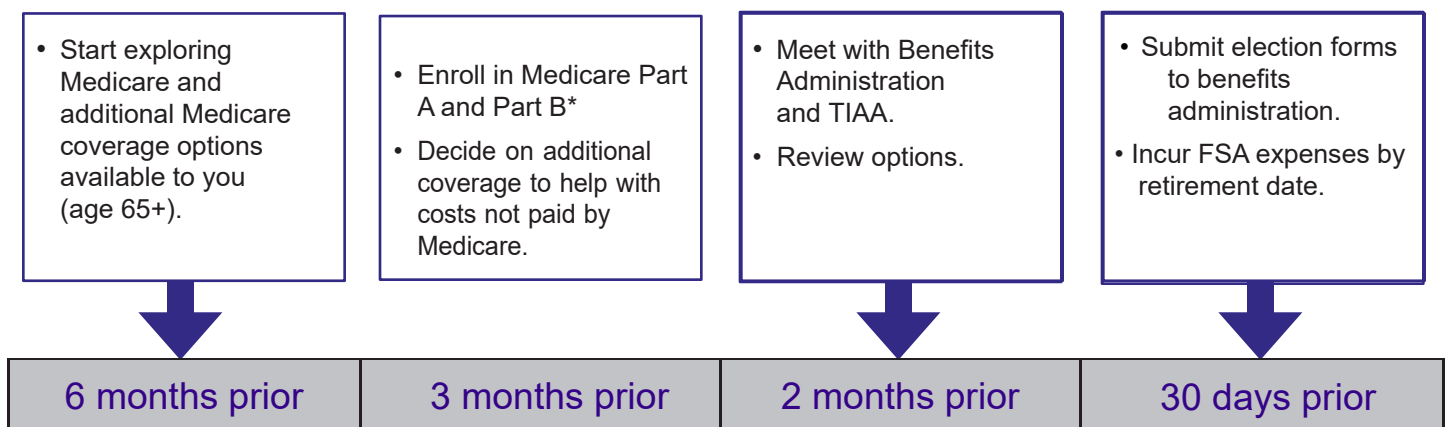 • Start exploring
Medicare and
additional Medicare
coverage options
available to you
(age 65+).
• Enroll in Medicare Part
A and Part B*
• Decide on additional
coverage to help with
costs not paid by
Medicare.
• Meet with Benefits
Administration
and TIAA.
• Review options.
• Submit election forms
to benefits
administration.
• Incur FSA expenses by
retirement date.
6 months prior
3 months prior
2 months prior
30 days prior